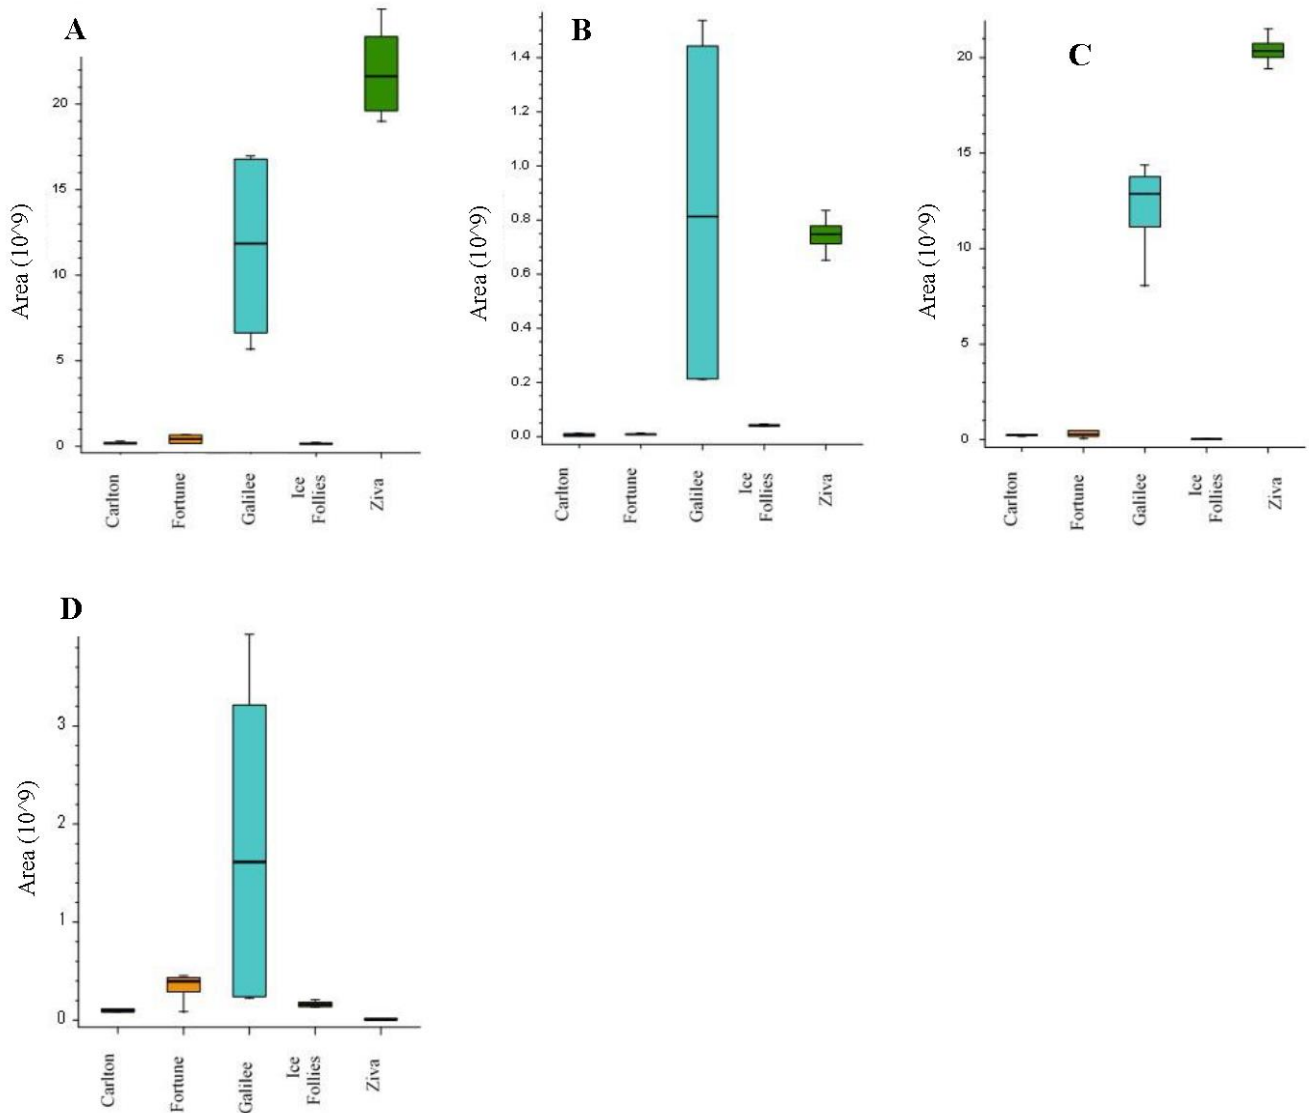 A
Area (10^9)
20
15
10
5
0
Carlton
Fortune
Galilee
Ice
Follies
Ziva
B
Area (10^9)
1.4
1.2
1.0
0.8
0.6
0.4
0.2
0.0
Carlton
Fortune
Galilee
Ice
Follies
Ziva
C
Area (10^9)
20
15
10
5
0
Carlton
Fortune
Galilee
Ice
Follies
Ziva
D
Area (10^9)
3
2
1
0
Carlton
Fortune
Galilee
Ice
Follies
Ziva